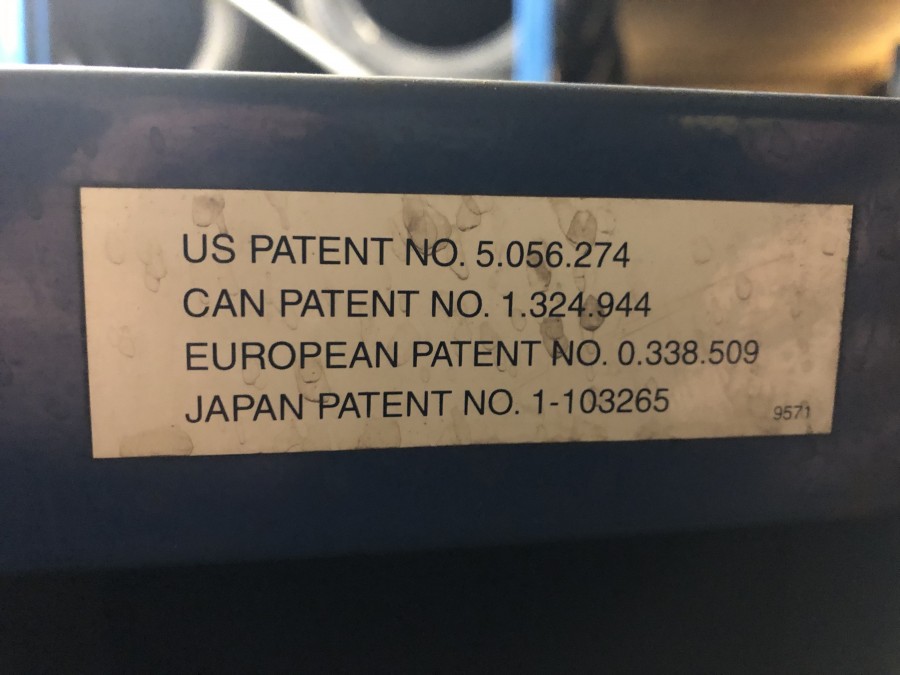 US PATENT NO. 5.056.274
CAN PATENT NO. 1.324.944
EUROPEAN PATENT NO. 0.338.509
JAPAN PATENT NO. 1-103265
9571